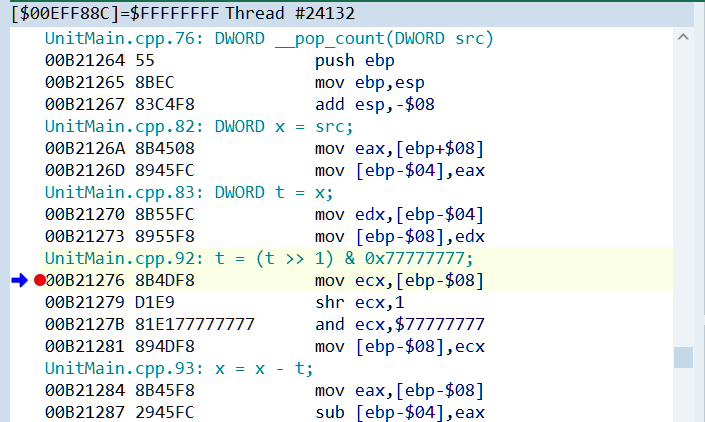 [$00EFF88C]=$FFFFFFFF Thread #24132
UnitMain.cpp.76: DWORD __pop_count(DWORD src)
00B21264 55 push ebp
00B21265 8BEC mov ebp,esp
00B21267 83C4F8 add esp,-$08
UnitMain.cpp.82: DWORD x = src;
00B2126A 8B4508 mov eax,[ebp+$08]
00B2126D 8945FC mov [ebp-$04],eax
UnitMain.cpp.83: DWORD t = x;
00B21270 8B55FC mov edx,[ebp-$04]
00B21273 8955F8 mov [ebp-$08],edx
UnitMain.cpp.92: t = (t >> 1) & 0x77777777;
00B21276 8B4DF8 mov ecx,[ebp-$08]
00B21279 D1E9 shr ecx,1
00B2127B 81E177777777 and ecx,$77777777
00B21281 894DF8 mov [ebp-$08],ecx
UnitMain.cpp.93: x = x - t;
00B21284 8B45F8 mov eax,[ebp-$08]
00B21287 2945FC sub [ebp-$04],eax